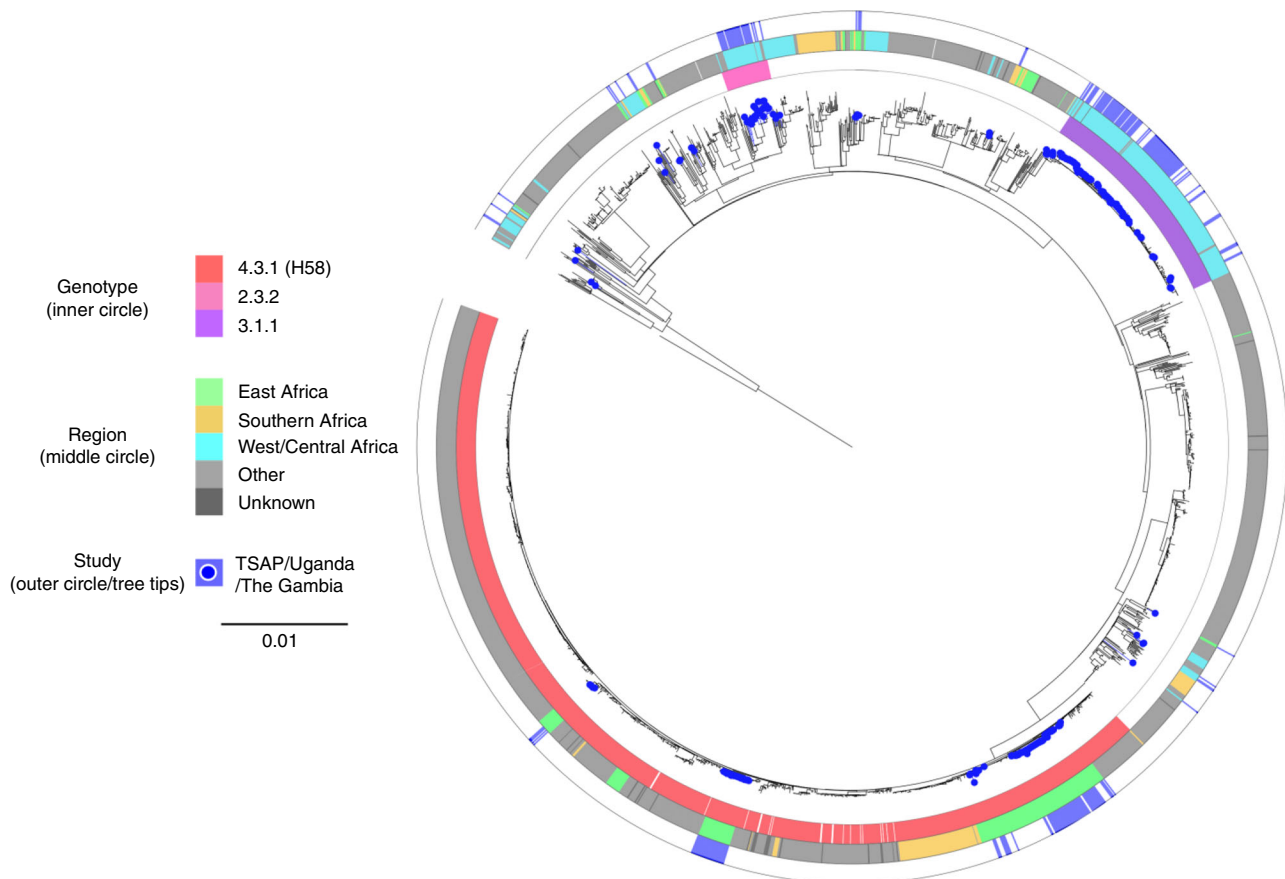 Genotype
(inner circle)
4.3.1 (H58)
2.3.2
3.1.1
Region
(middle circle)
East Africa
Southern Africa
West/Central Africa
Other
Unknown
Study
(outer circle/tree tips)
TSAP/Uganda
/The Gambia
0.01